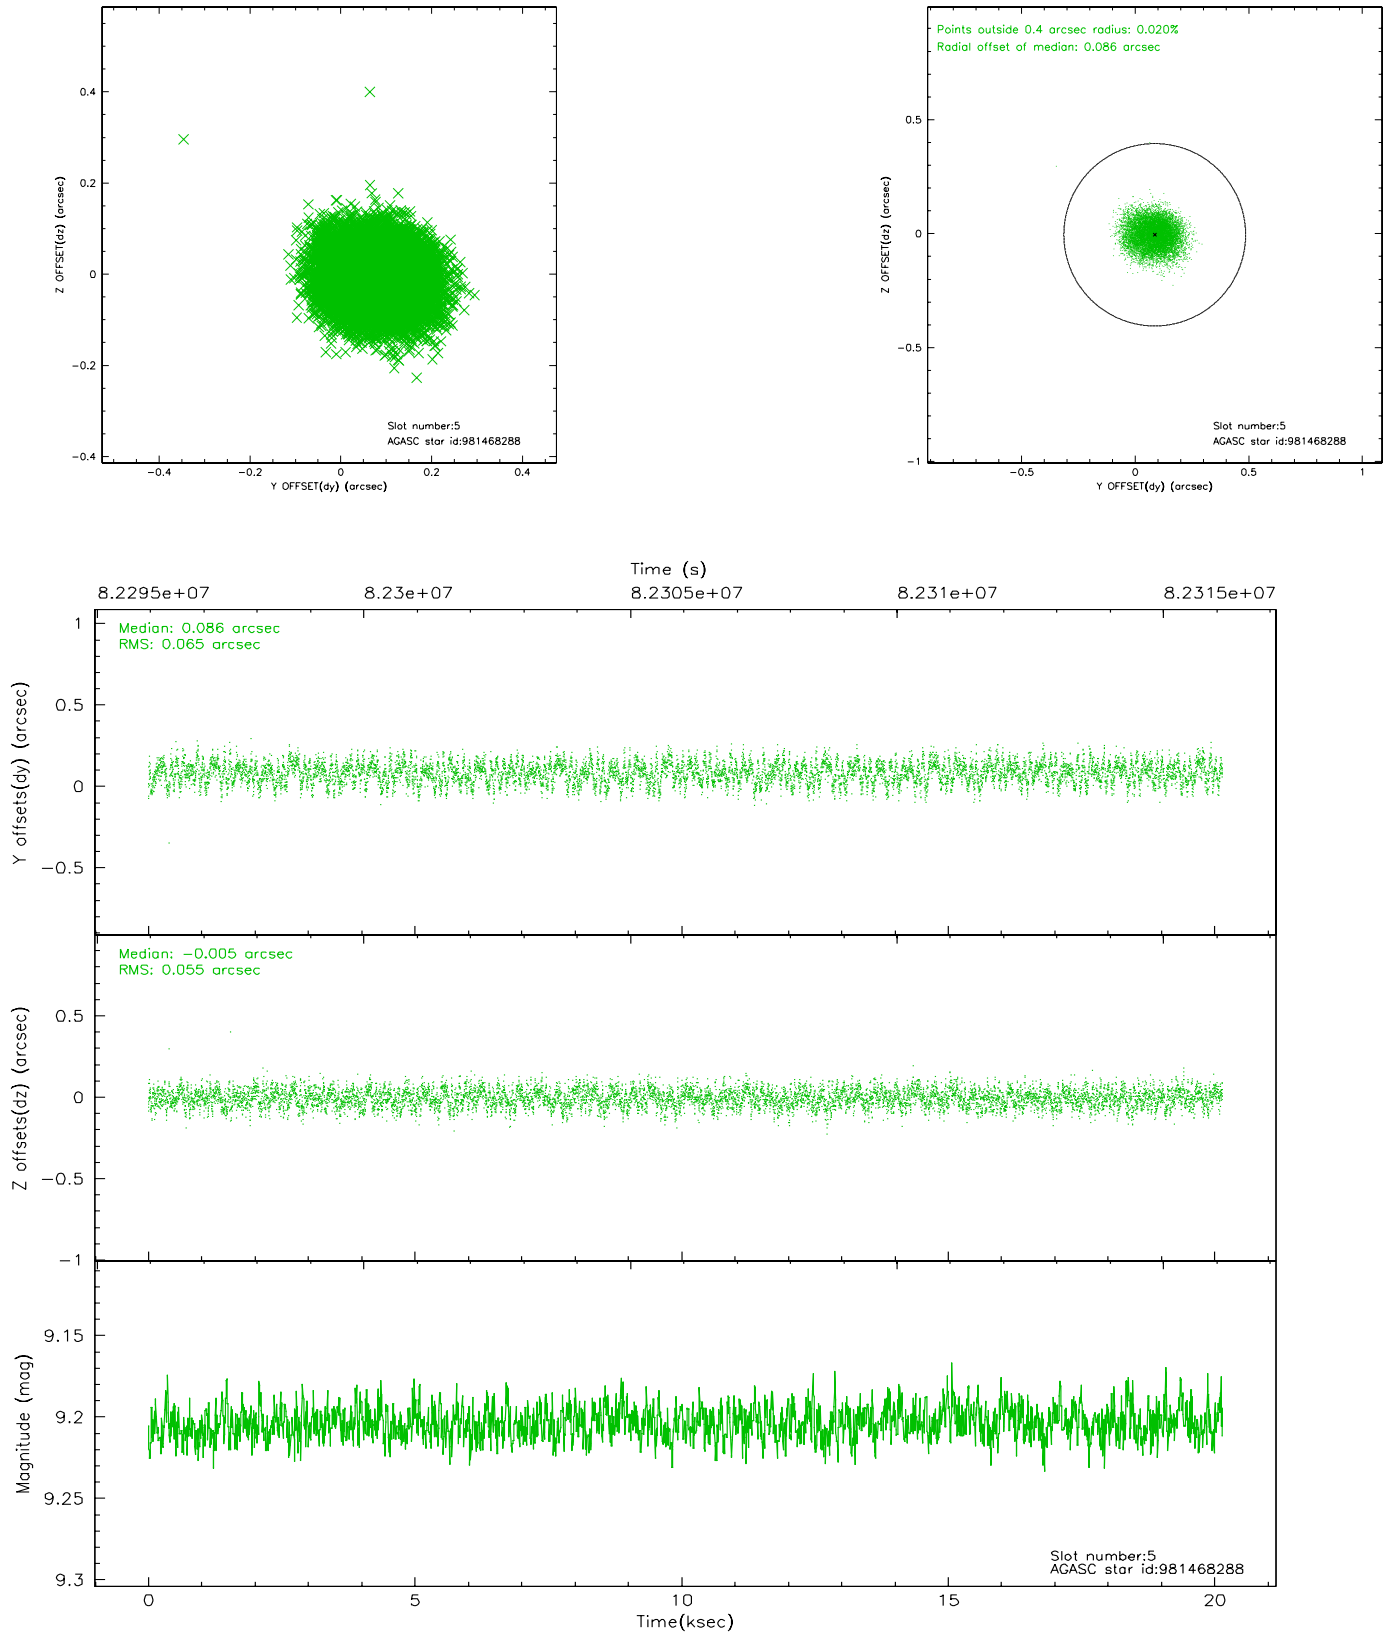 0.4
0.2
0
−0.2
−0.4
Z OFFSET(dz) (arcsec)
−0.4
−0.2
0
0.2
0.4
Y OFFSET(dy) (arcsec)
Slot number:5
AGASC star id:981468288
Points outside 0.4 arcsec radius: 0.020%
Radial offset of median: 0.086 arcsec
0.5
0
−0.5
−1
Z OFFSET(dz) (arcsec)
−0.5
0
0.5
1
Y OFFSET(dy) (arcsec)
Slot number:5
AGASC star id:981468288
Time (s)
8.2295e+07
8.23e+07
8.2305e+07
8.231e+07
8.2315e+07
Median: 0.086 arcsec
RMS: 0.065 arcsec
1
0.5
0
−0.5
Y offsets(dy) (arcsec)
Median: −0.005 arcsec
RMS: 0.055 arcsec
0.5
0
−0.5
−1
Z offsets(dz) (arcsec)
9.15
9.2
9.25
9.3
Magnitude (mag)
Slot number:5
AGASC star id:981468288
0
5
10
15
20
Time(ksec)